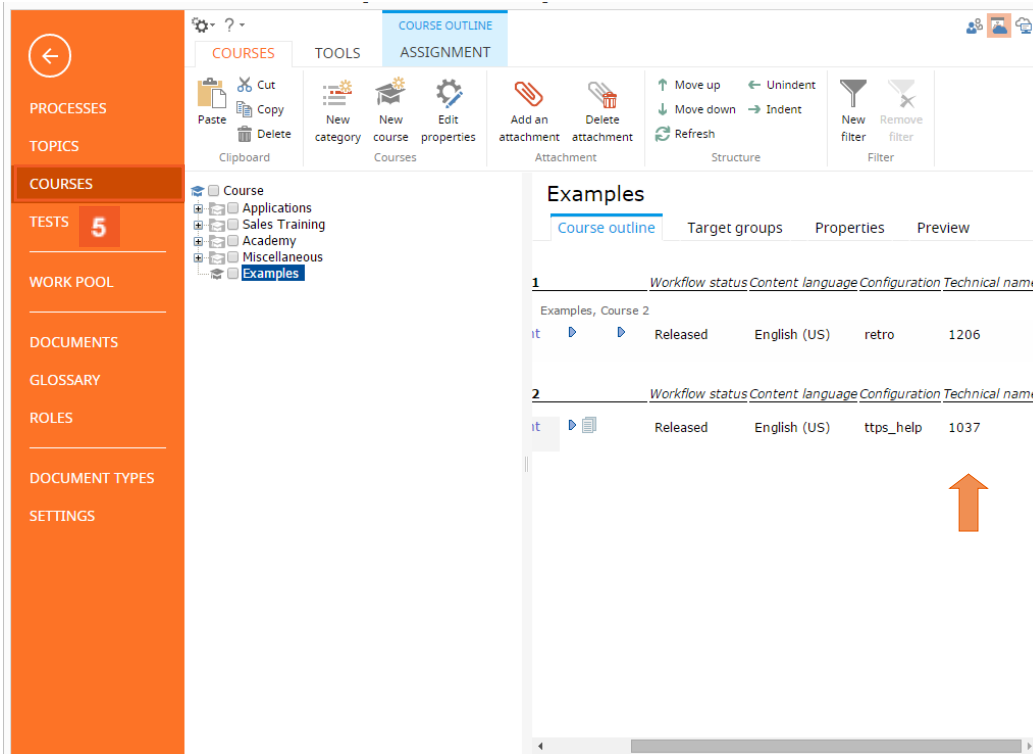 ? 
COURSE OUTLINE
COURSES TOOLS ASSIGNMENT
Paste
Cut
Copy
Delete
Clipboard
New category
New course
Edit properties
Courses
Add an attachment
Delete attachment
Attachment
Move up
Unindent
Move down
Indent
Refresh
Structure
New filter
Remove filter
Filter
PROCESSES
TOPICS
COURSES
TESTS 5
WORK POOL
DOCUMENTS
GLOSSARY
ROLES
DOCUMENT TYPES
SETTINGS
Course
Applications
Sales Training
Academy
Miscellaneous
Examples
Examples
Course outline Target groups Properties Preview
1 Workflow status Content language Configuration Technical name
Examples, Course 2
nt Released English (US) retro 1206
2 Workflow status Content language Configuration Technical name
nt Released English (US) ttps_help 1037